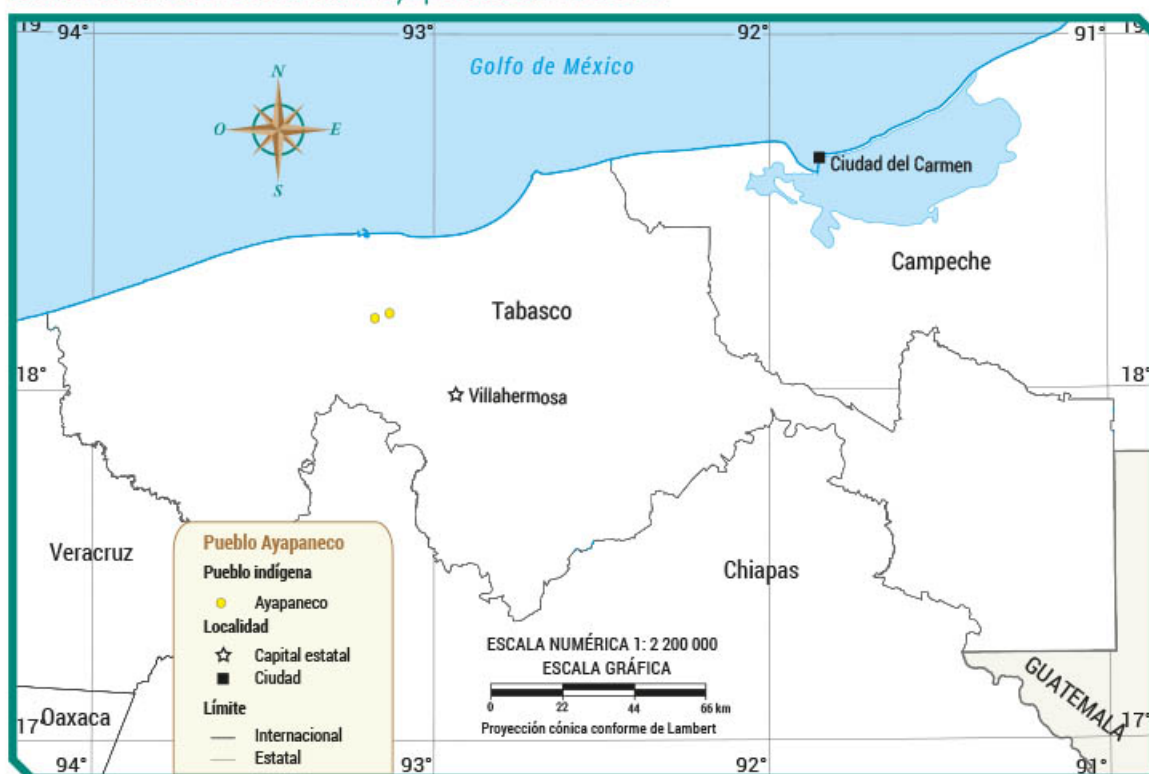 19
94°
93°
92°
91°
19
Golfo de México
N
O
E
S
Ciudad del Carmen
Campeche
Tabasco
18°
18°
Villahermosa
Veracruz
Chiapas
Pueblo Ayapaneco
Pueblo indígena
Ayapaneco
Localidad
Capital estatal
Ciudad
Límite
Internacional
Estatal
ESCALA NUMÉRICA 1: 2 200 000
ESCALA GRÁFICA
0 22 44 66 km
Proyección cónica conforme de Lambert
GUATEMALA
Oaxaca
17°
17°
94°
93°
92°
91°